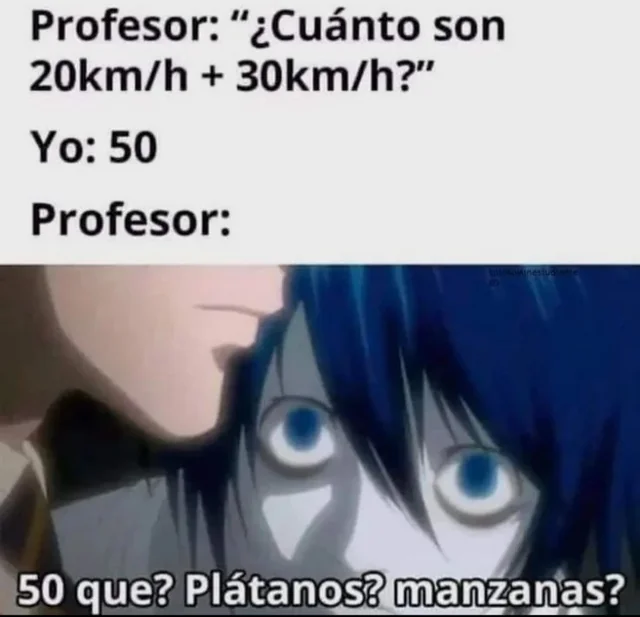 Profesor: “¿Cuánto son
20km/h + 30km/h?”
Yo: 50
Profesor:
50 que? Plátanos? manzanas?